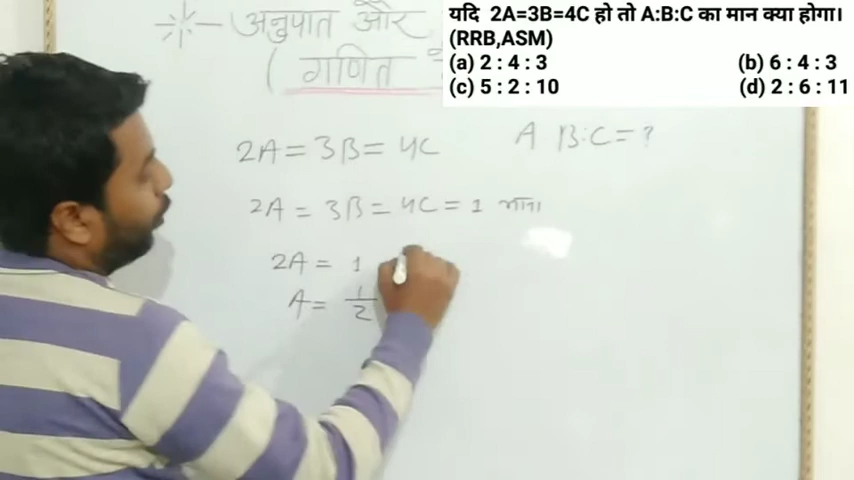 यदि 2A=3B=4C हो तो A:B:C का मान क्या होगा।
(RRB,ASM)
(a) 2 : 4 : 3 (b) 6 : 4 : 3
(c) 5 : 2 : 10 (d) 2 : 6 : 11
अनुपात और
( गणित
2A = 3B = 4C A B:C = ?
2A = 3B = 4C = 1 माना
2A = 1
A = 1/2